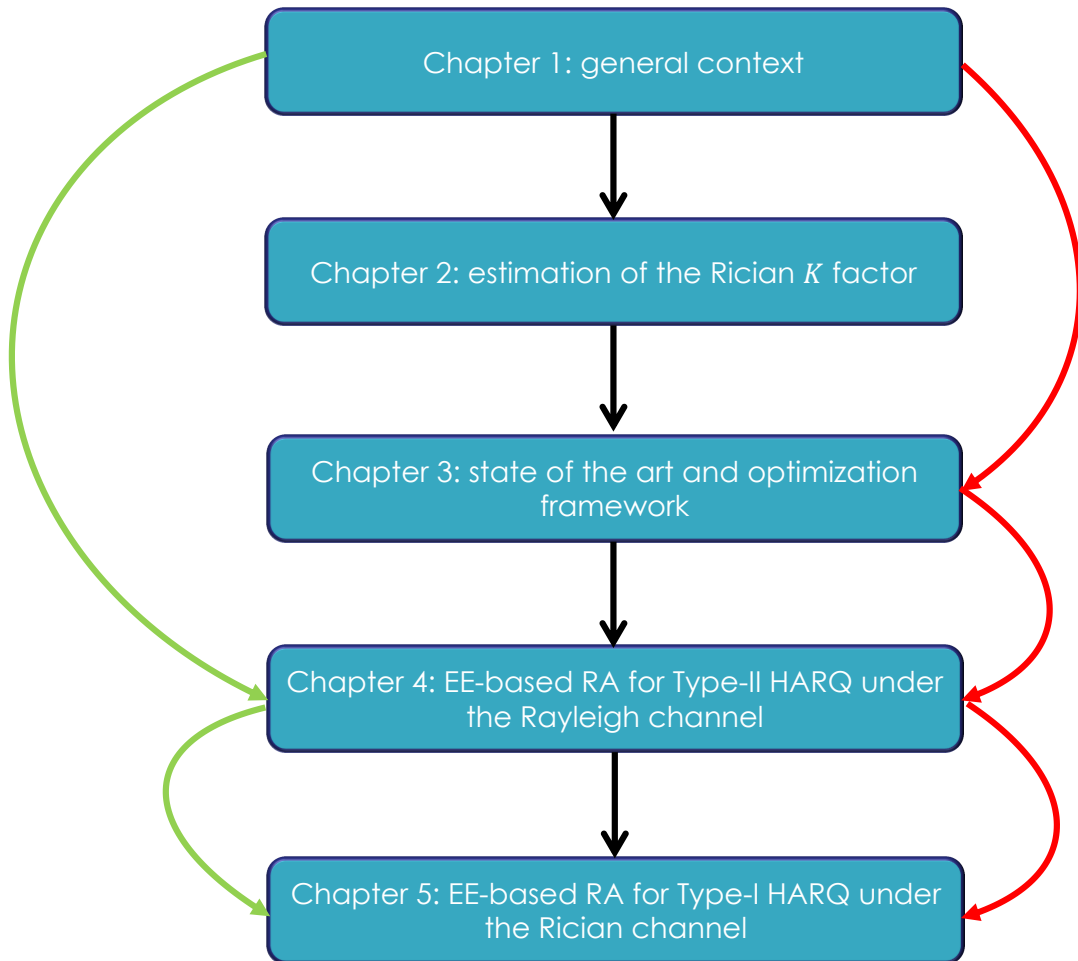 Chapter 1: general context
Chapter 2: estimation of the Rician K factor
Chapter 3: state of the art and optimization
framework
Chapter 4: EE-based RA for Type-II HARQ under
the Rayleigh channel
Chapter 5: EE-based RA for Type-I HARQ under
the Rician channel